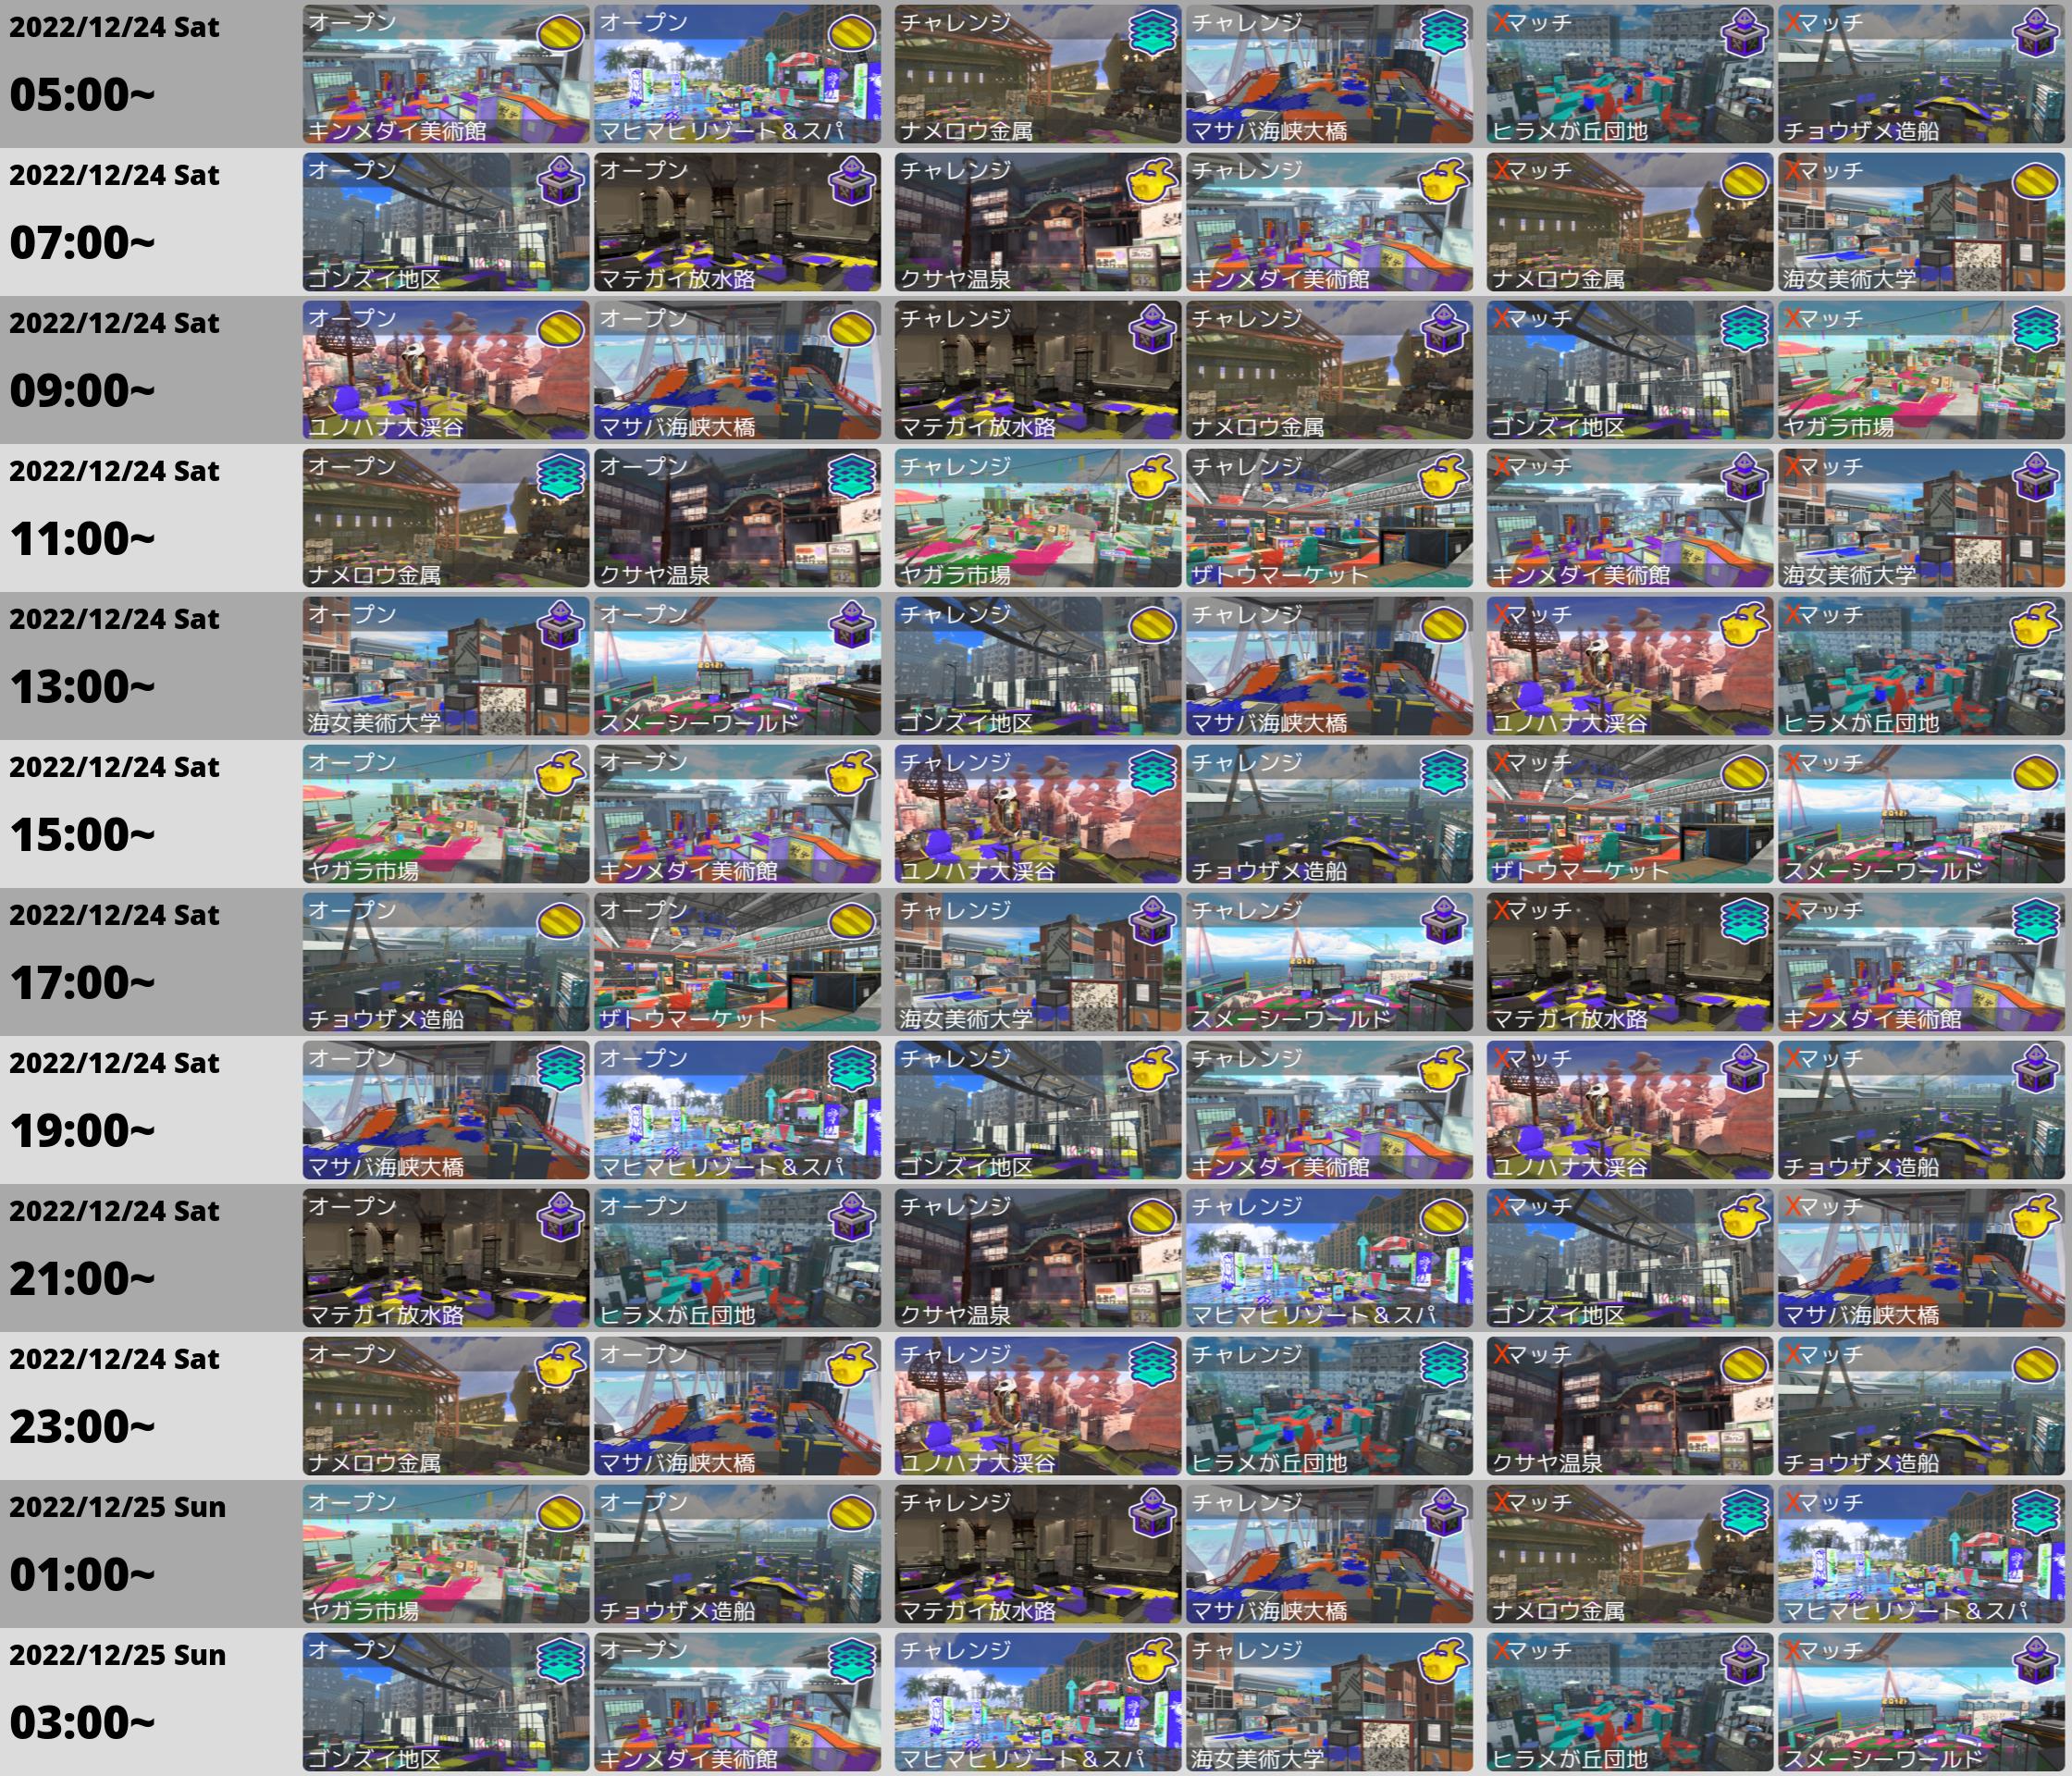 2022/12/24 Sat
05:00~
オープン
オープン
チャレンジ
チャレンジ
Xマッチ
Xマッチ
キンメダイ美術館
マヒマヒリゾート＆スパ
ナメロウ金属
マサバ海峡大橋
ヒラメが丘団地
チョウザメ造船
2022/12/24 Sat
07:00~
オープン
オープン
チャレンジ
チャレンジ
Xマッチ
Xマッチ
ゴンズイ地区
マテガイ放水路
クサヤ温泉
キンメダイ美術館
ナメロウ金属
海女美術大学
2022/12/24 Sat
09:00~
オープン
オープン
チャレンジ
チャレンジ
Xマッチ
Xマッチ
ユノハナ大渓谷
マサバ海峡大橋
マテガイ放水路
ナメロウ金属
ゴンズイ地区
ヤガラ市場
2022/12/24 Sat
11:00~
オープン
オープン
チャレンジ
チャレンジ
Xマッチ
Xマッチ
ナメロウ金属
クサヤ温泉
ヤガラ市場
ザトウマーケット
キンメダイ美術館
海女美術大学
2022/12/24 Sat
13:00~
オープン
オープン
チャレンジ
チャレンジ
Xマッチ
Xマッチ
海女美術大学
スメーシーワールド
ゴンズイ地区
マサバ海峡大橋
ユノハナ大渓谷
ヒラメが丘団地
2022/12/24 Sat
15:00~
オープン
オープン
チャレンジ
チャレンジ
Xマッチ
Xマッチ
ヤガラ市場
キンメダイ美術館
ユノハナ大渓谷
チョウザメ造船
ザトウマーケット
スメーシーワールド
2022/12/24 Sat
17:00~
オープン
オープン
チャレンジ
チャレンジ
Xマッチ
Xマッチ
チョウザメ造船
ザトウマーケット
海女美術大学
スメーシーワールド
マテガイ放水路
キンメダイ美術館
2022/12/24 Sat
19:00~
オープン
オープン
チャレンジ
チャレンジ
Xマッチ
Xマッチ
マサバ海峡大橋
マヒマヒリゾート＆スパ
ゴンズイ地区
キンメダイ美術館
ユノハナ大渓谷
チョウザメ造船
2022/12/24 Sat
21:00~
オープン
オープン
チャレンジ
チャレンジ
Xマッチ
Xマッチ
マテガイ放水路
ヒラメが丘団地
クサヤ温泉
マヒマヒリゾート＆スパ
ゴンズイ地区
マサバ海峡大橋
2022/12/24 Sat
23:00~
オープン
オープン
チャレンジ
チャレンジ
Xマッチ
Xマッチ
ナメロウ金属
マサバ海峡大橋
ユノハナ大渓谷
ヒラメが丘団地
クサヤ温泉
チョウザメ造船
2022/12/25 Sun
01:00~
オープン
オープン
チャレンジ
チャレンジ
Xマッチ
Xマッチ
ヤガラ市場
チョウザメ造船
マテガイ放水路
マサバ海峡大橋
ナメロウ金属
マヒマヒリゾート＆スパ
2022/12/25 Sun
03:00~
オープン
オープン
チャレンジ
チャレンジ
Xマッチ
Xマッチ
ゴンズイ地区
キンメダイ美術館
マヒマヒリゾート＆スパ
海女美術大学
ヒラメが丘団地
スメーシーワールド